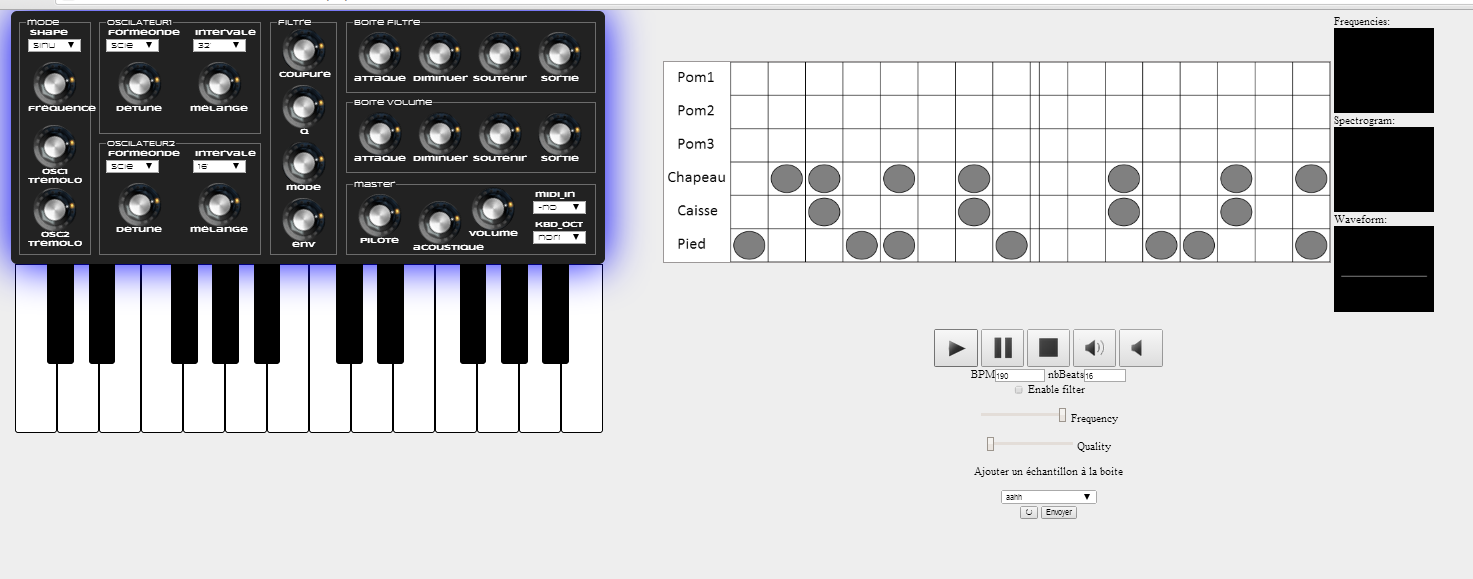 MODE
SHAPE
sinu
Fréquence
OSC1
Tremolo
OSC2
Tremolo
OSCILATEUR1
FORMEONDE INTERVALE
scie 32'
DETUNE MÉLANGE
OSCILATEUR2
FORMEONDE INTERVALE
scie 16
DETUNE MÉLANGE
FILTRE
COUPURE
Q
MODE
ENV
BOITE FILTRE
ATTAQUE DIMINUER SOUTENIR SORTIE
BOITE VOLUME
ATTAQUE DIMINUER SOUTENIR SORTIE
MASTER
PILOTE
ACOUSTIQUE
VOLUME
MIDI_IN
-no
KBD_OCT
nori
Pom1
Pom2
Pom3
Chapeau
Caisse
Pied
BPM 190 nbBeats 16
Enable filter
Frequency
Quality
Ajouter un échantillon à la boite
aahh
Envoyer
Frequencies:
Spectrogram:
Waveform: